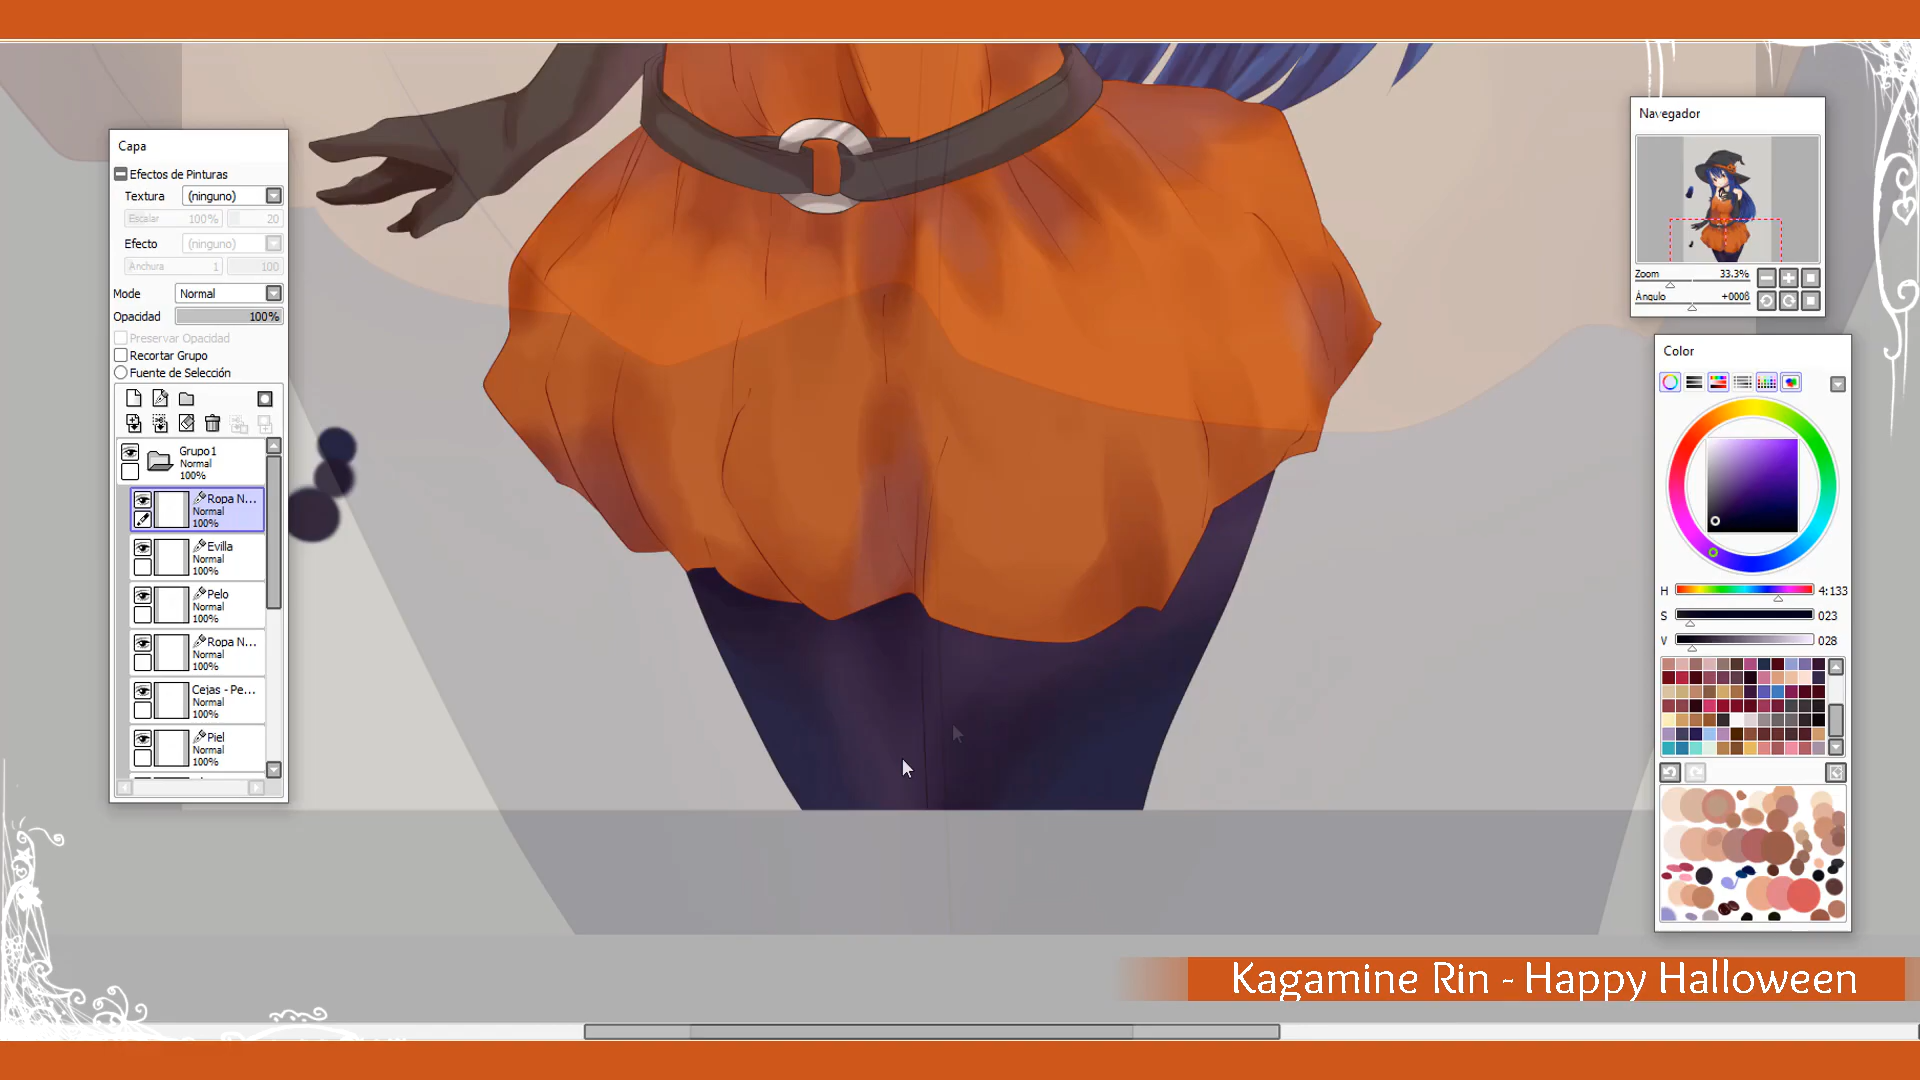 Capa
Efectos de Pinturas
Textura (ninguno)
Escalar 100% 20
Efecto (ninguno)
Anchura 1 100
Mode Normal
Opacidad 100%
Preservar Opacidad
Recortar Grupo
Fuente de Selección
Grupo1
Normal
100%
Ropa N...
Normal
100%
Evilla
Normal
100%
Pelo
Normal
100%
Ropa N...
Normal
100%
Cejas - Pe...
Normal
100%
Piel
Normal
100%
Navegador
Zoom 33.3%
Ángulo +000ß
Color
H 4:133
S 023
V 028
Kagamine Rin - Happy Halloween